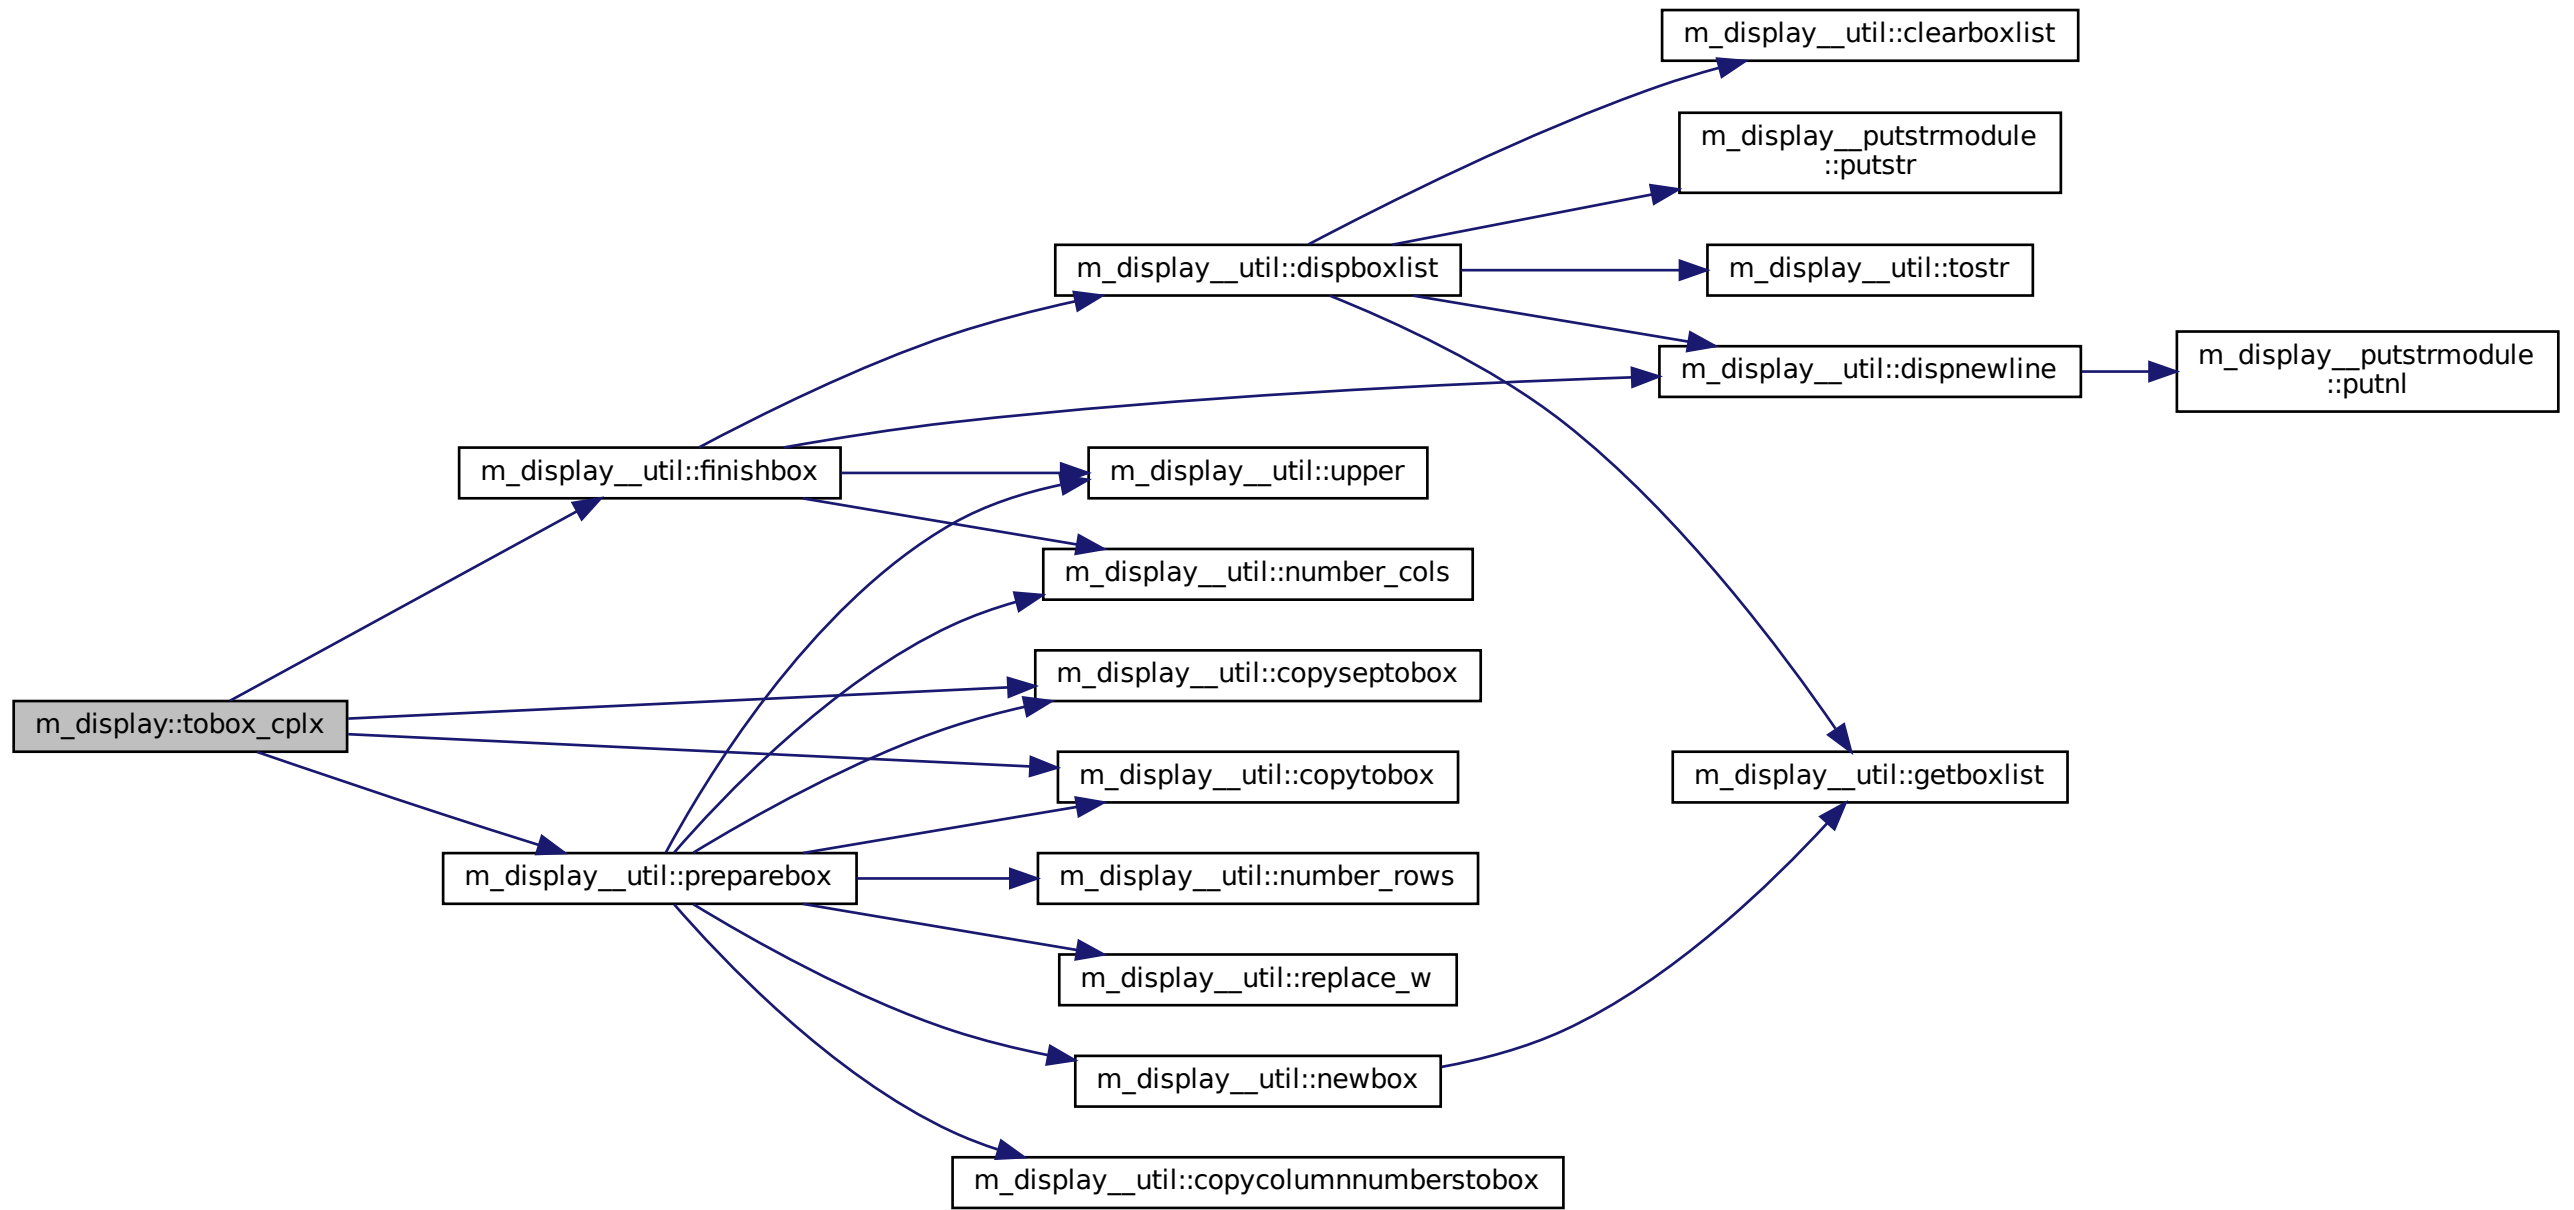 m_display__util::clearboxlist
m_display__putstrmodule
::putstr
m_display__util::dispboxlist
m_display__util::tostr
m_display__util::dispnewline
m_display__putstrmodule
::putnl
m_display__util::finishbox
m_display__util::upper
m_display__util::number_cols
m_display__util::copyseptobox
m_display::tobox_cplx
m_display__util::copytobox
m_display__util::getboxlist
m_display__util::preparebox
m_display__util::number_rows
m_display__util::replace_w
m_display__util::newbox
m_display__util::copycolumnnumberstobox